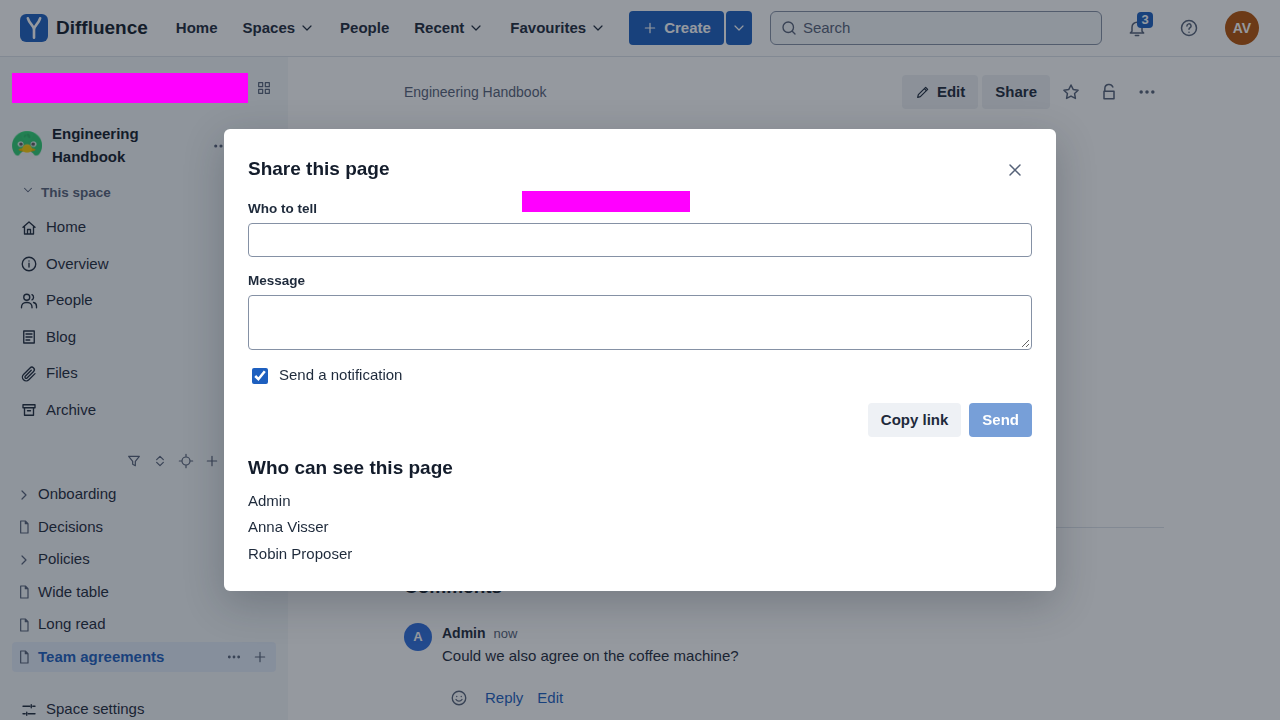 Diffluence
Home
Spaces
People
Recent
Favourites
Create
Search
3
AV
Engineering Handbook
Edit
Share
Engineering
Handbook
This space
Home
Overview
People
Blog
Files
Archive
Onboarding
Decisions
Policies
Wide table
Long read
Team agreements
Space settings
Share this page
Who to tell
Message
Send a notification
Copy link
Send
Who can see this page
Admin
Anna Visser
Robin Proposer
Comments
A
Admin now
Could we also agree on the coffee machine?
Reply
Edit